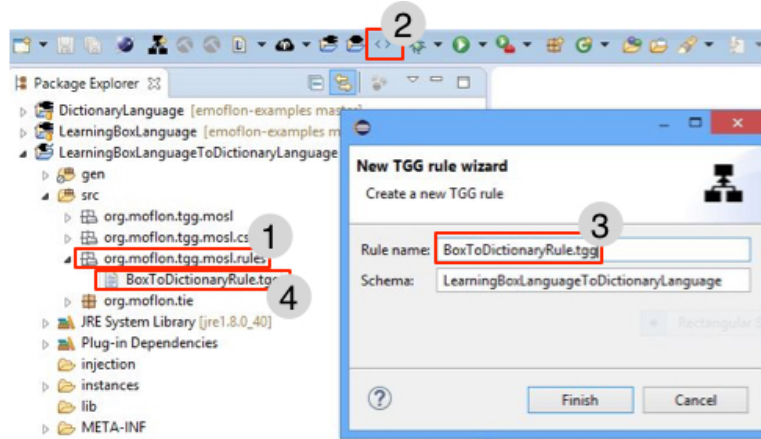 2
Package Explorer
DictionaryLanguage [emoflon-examples master]
LearningBoxLanguage [emoflon-examples m
LearningBoxLanguageToDictionaryLanguage
gen
src
org.moflon.tgg.mosl
org.moflon.tgg.mosl.cs
1
org.moflon.tgg.mosl.rules
BoxToDictionaryRule.tgg
4
org.moflon.tie
JRE System Library [jre1.8.0_40]
Plug-in Dependencies
injection
instances
lib
META-INF
New TGG rule wizard
Create a new TGG rule
3
Rule name: BoxToDictionaryRule.tgg
Schema: LearningBoxLanguageToDictionaryLanguage
Rectangular S
? Finish Cancel